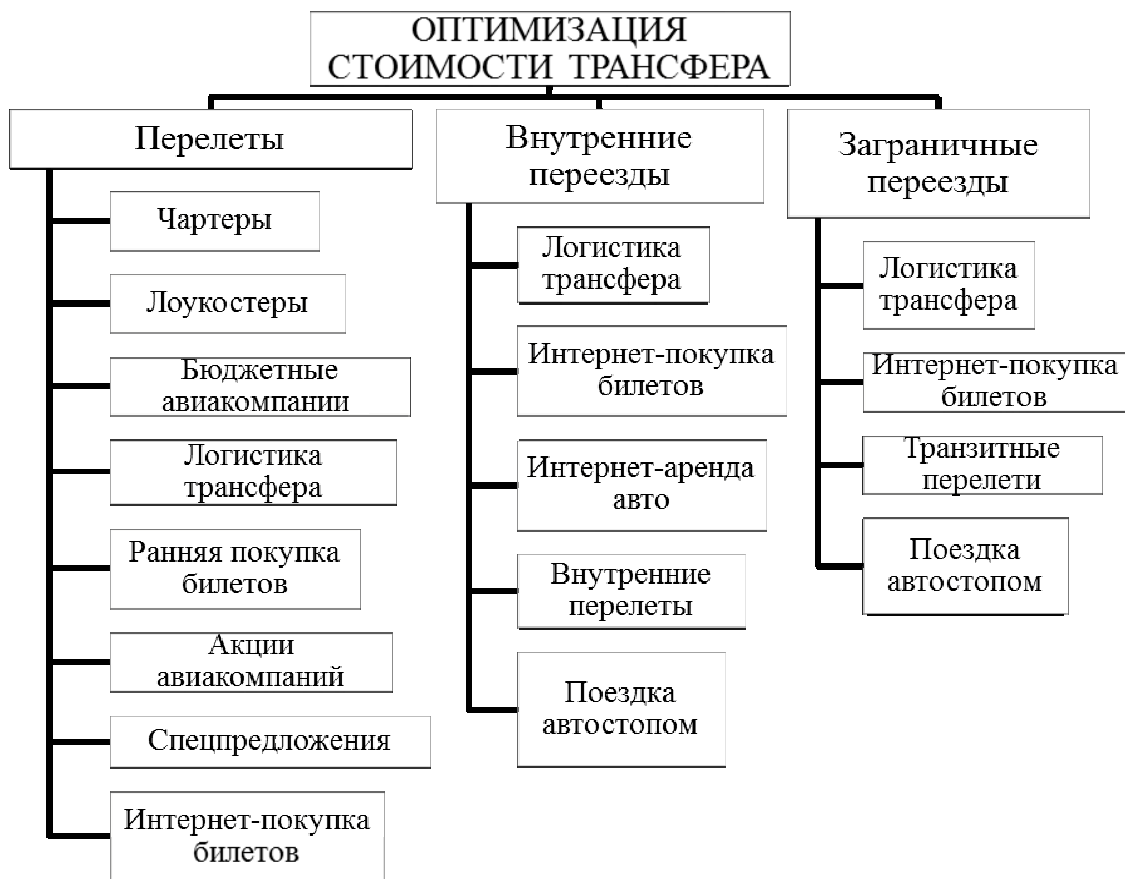 ОПТИМИЗАЦИЯ
СТОИМОСТИ ТРАНСФЕРА
Перелеты
Чартеры
Лоукостеры
Бюджетные
авиакомпании
Логистика
трансфера
Ранняя покупка
билетов
Акции
авиакомпаний
Спецпредложения
Интернет-покупка
билетов
Внутренние
переезды
Логистика
трансфера
Интернет-покупка
билетов
Интернет-аренда
авто
Внутренние
перелеты
Поездка
автостопом
Заграничные
переезды
Логистика
трансфера
Интернет-покупка
билетов
Транзитные
перелети
Поездка
автостопом